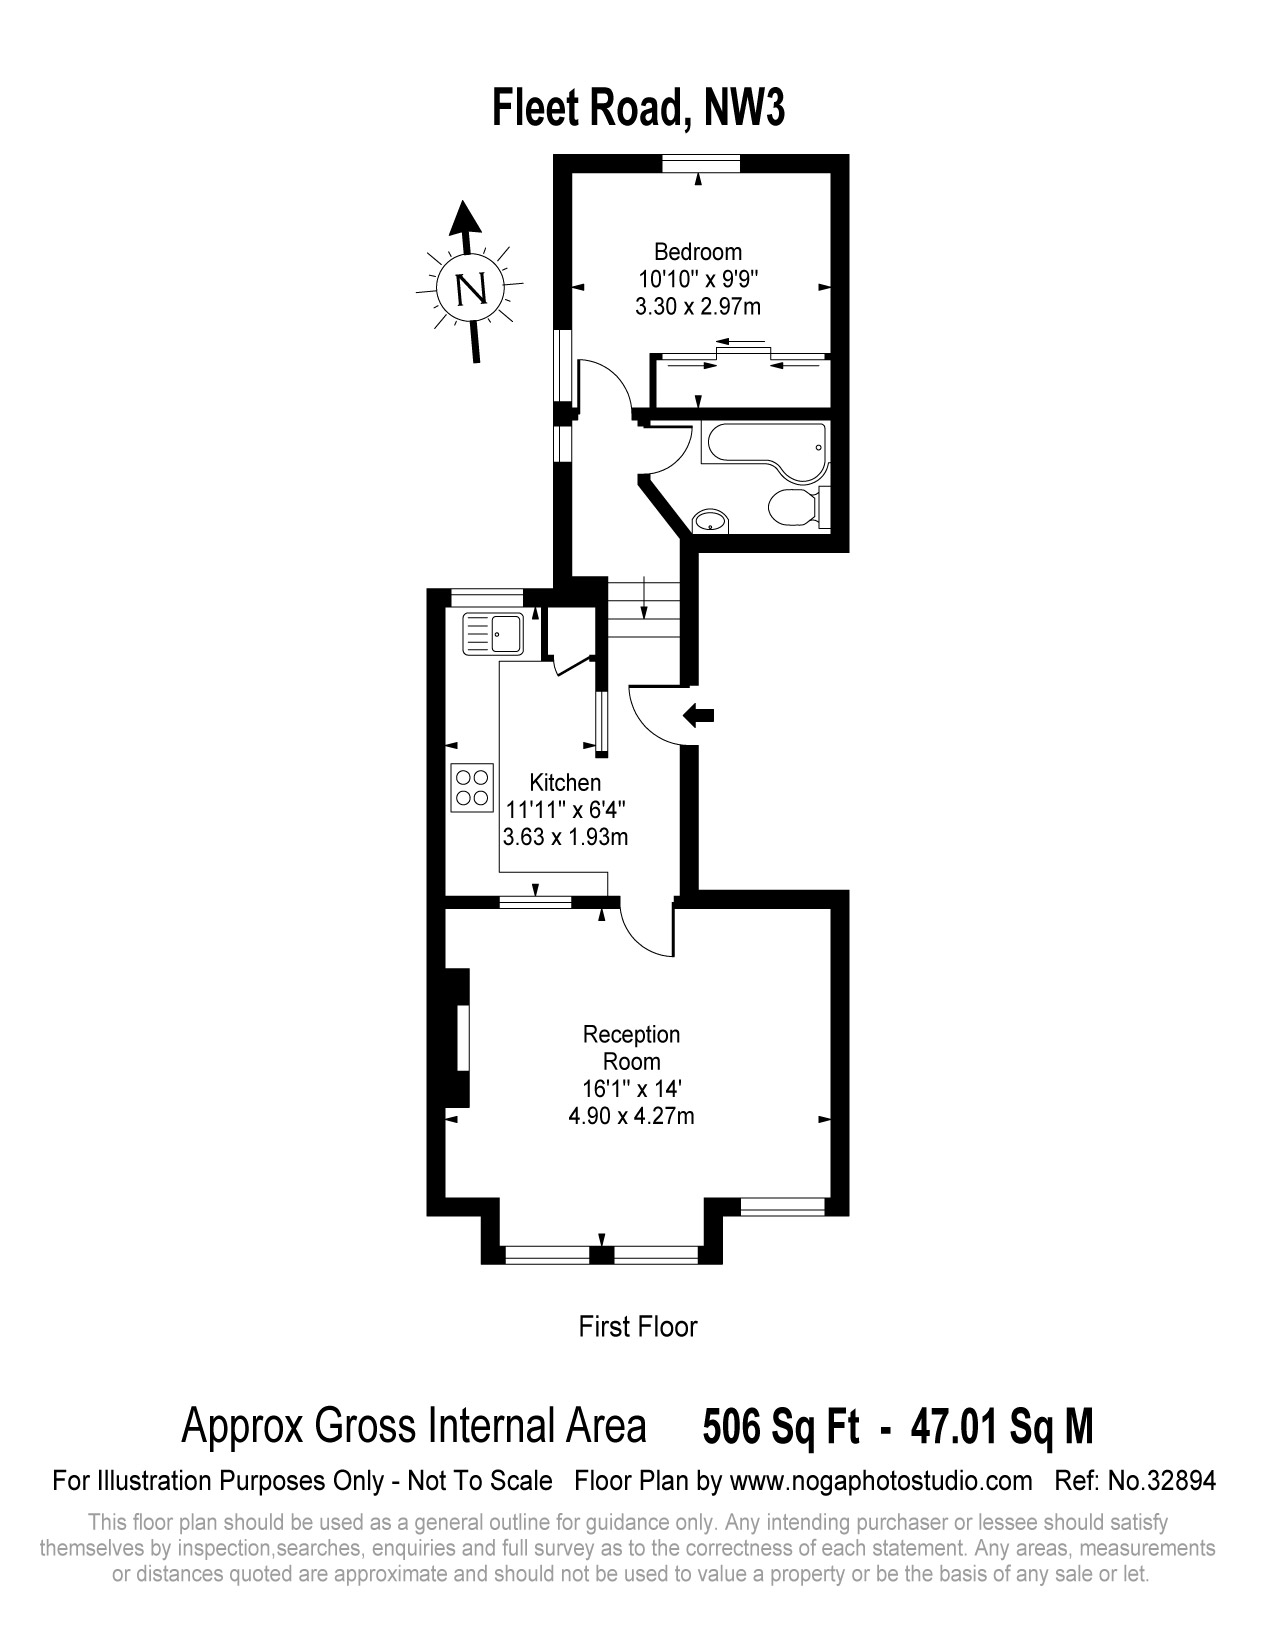 Fleet Road, NW3
N
Bedroom
10'10" x 9'9"
3.30 x 2.97m
Kitchen
11'11" x 6'4"
3.63 x 1.93m
Reception
Room
16'1" x 14'
4.90 x 4.27m
First Floor
Approx Gross Internal Area 506 Sq Ft - 47.01 Sq M
For Illustration Purposes Only - Not To Scale Floor Plan by www.nogaphotostudio.com Ref: No.32894
This floor plan should be used as a general outline for guidance only. Any intending purchaser or lessee should satisfy
themselves by inspection,searches, enquiries and full survey as to the correctness of each statement. Any areas, measurements
or distances quoted are approximate and should not be used to value a property or be the basis of any sale or let.